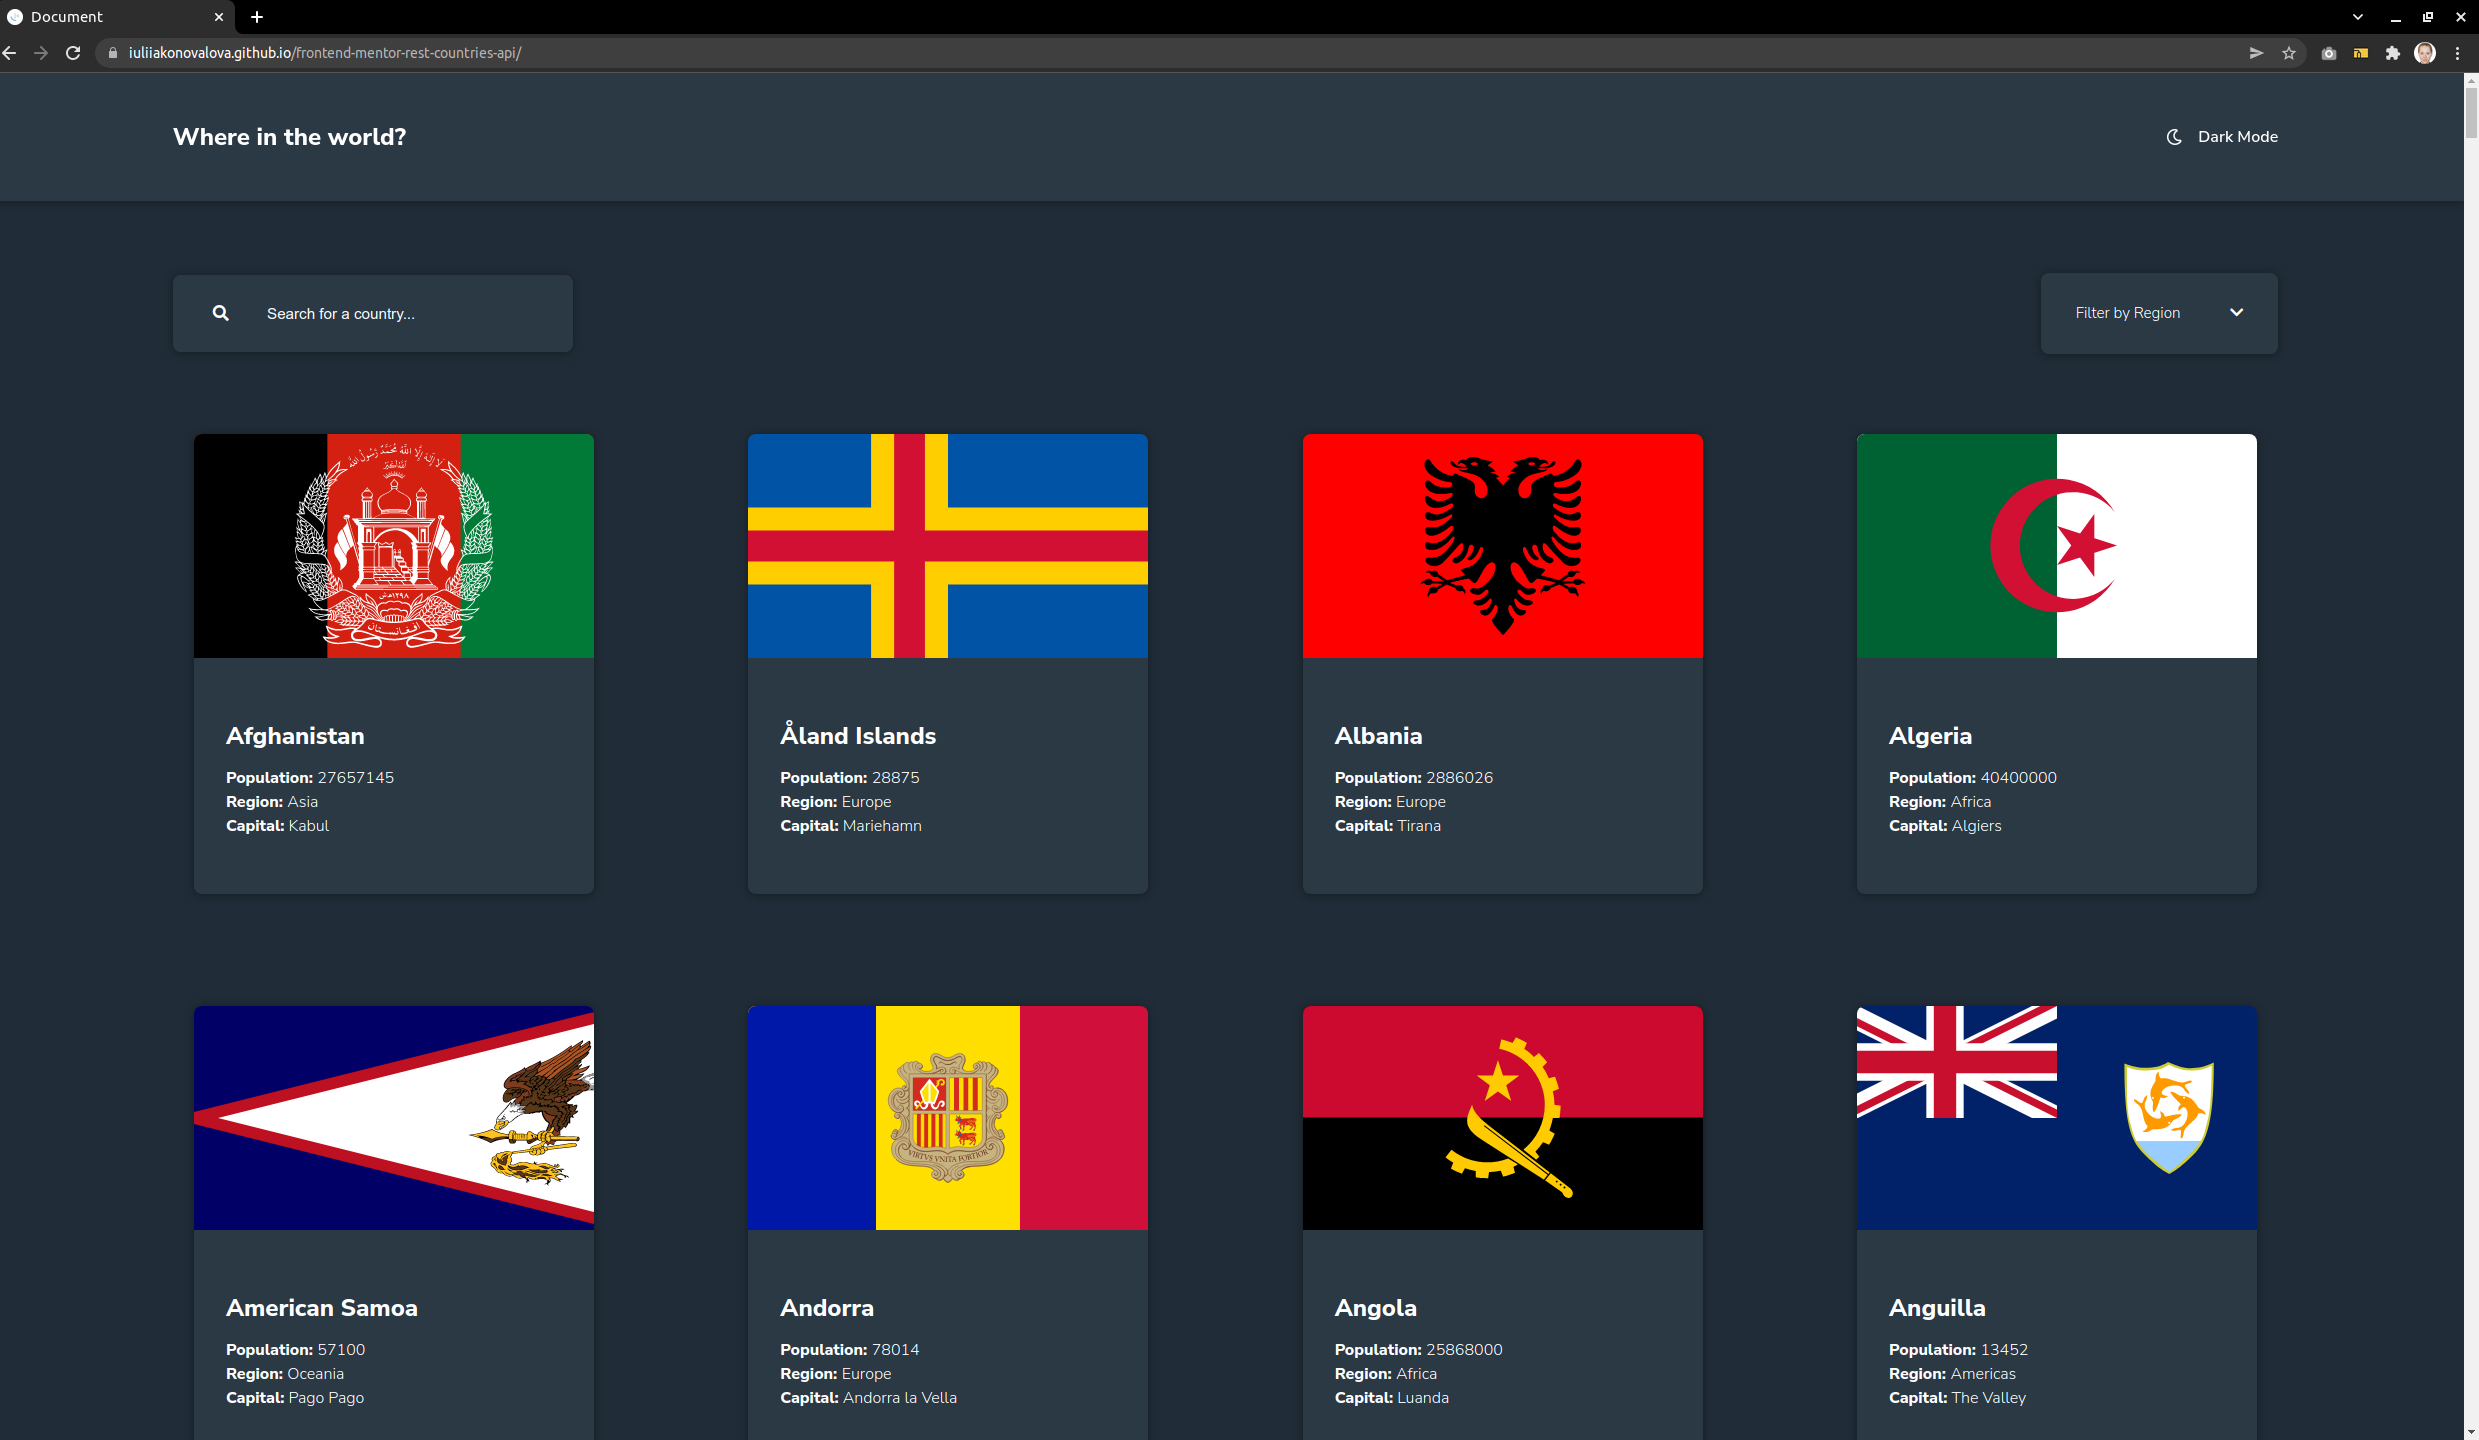 Document
iuliiakonovalova.github.io/frontend-mentor-rest-countries-api/
Where in the world?
Dark Mode
Search for a country...
Filter by Region
Afghanistan
Population: 27657145
Region: Asia
Capital: Kabul
Åland Islands
Population: 28875
Region: Europe
Capital: Mariehamn
Albania
Population: 2886026
Region: Europe
Capital: Tirana
Algeria
Population: 40400000
Region: Africa
Capital: Algiers
VIRTVS VNITA FORTIOR
American Samoa
Population: 57100
Region: Oceania
Capital: Pago Pago
Andorra
Population: 78014
Region: Europe
Capital: Andorra la Vella
Angola
Population: 25868000
Region: Africa
Capital: Luanda
Anguilla
Population: 13452
Region: Americas
Capital: The Valley